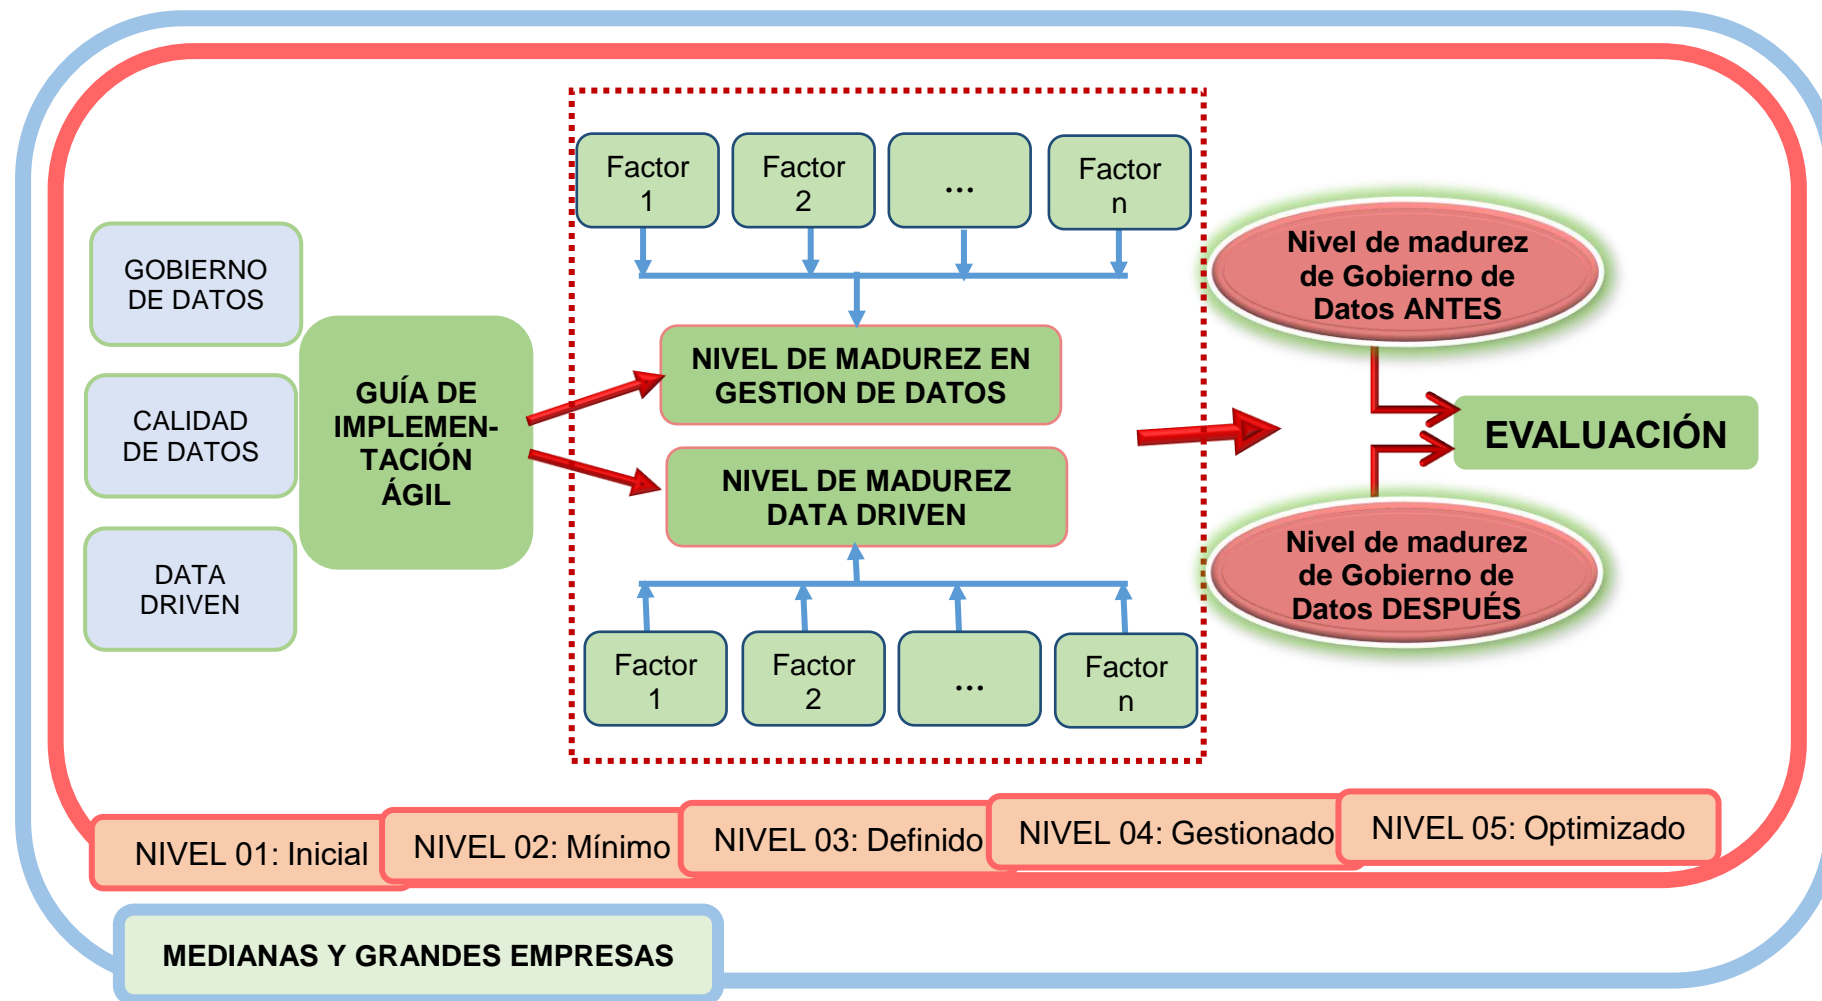 Factor
1
Factor
2
...
Factor
n
GOBIERNO
DE DATOS
CALIDAD
DE DATOS
DATA
DRIVEN
GUÍA DE
IMPLEMEN-
TACIÓN
ÁGIL
NIVEL DE MADUREZ EN
GESTION DE DATOS
NIVEL DE MADUREZ
DATA DRIVEN
Factor
1
Factor
2
...
Factor
n
Nivel de madurez
de Gobierno de
Datos ANTES
EVALUACIÓN
Nivel de madurez
de Gobierno de
Datos DESPUÉS
NIVEL 01: Inicial
NIVEL 02: Mínimo
NIVEL 03: Definido
NIVEL 04: Gestionado
NIVEL 05: Optimizado
MEDIANAS Y GRANDES EMPRESAS